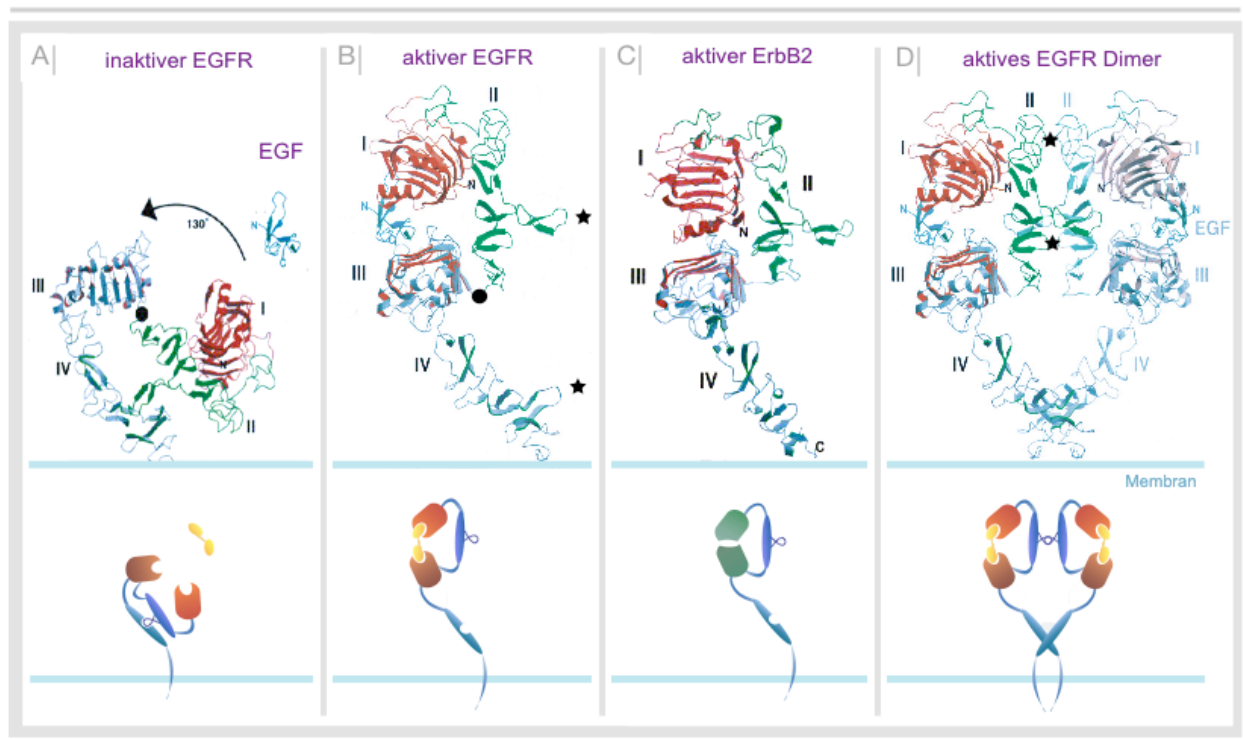 A|
inaktiver EGFR
EGF
130°
N
III
I
N
IV
II
B|
aktiver EGFR
II
I
N
N
III
IV
C|
aktiver ErbB2
I
II
N
III
IV
C
D|
aktives EGFR Dimer
II II
I I
N N
N N
EGF
III III
IV IV
Membran